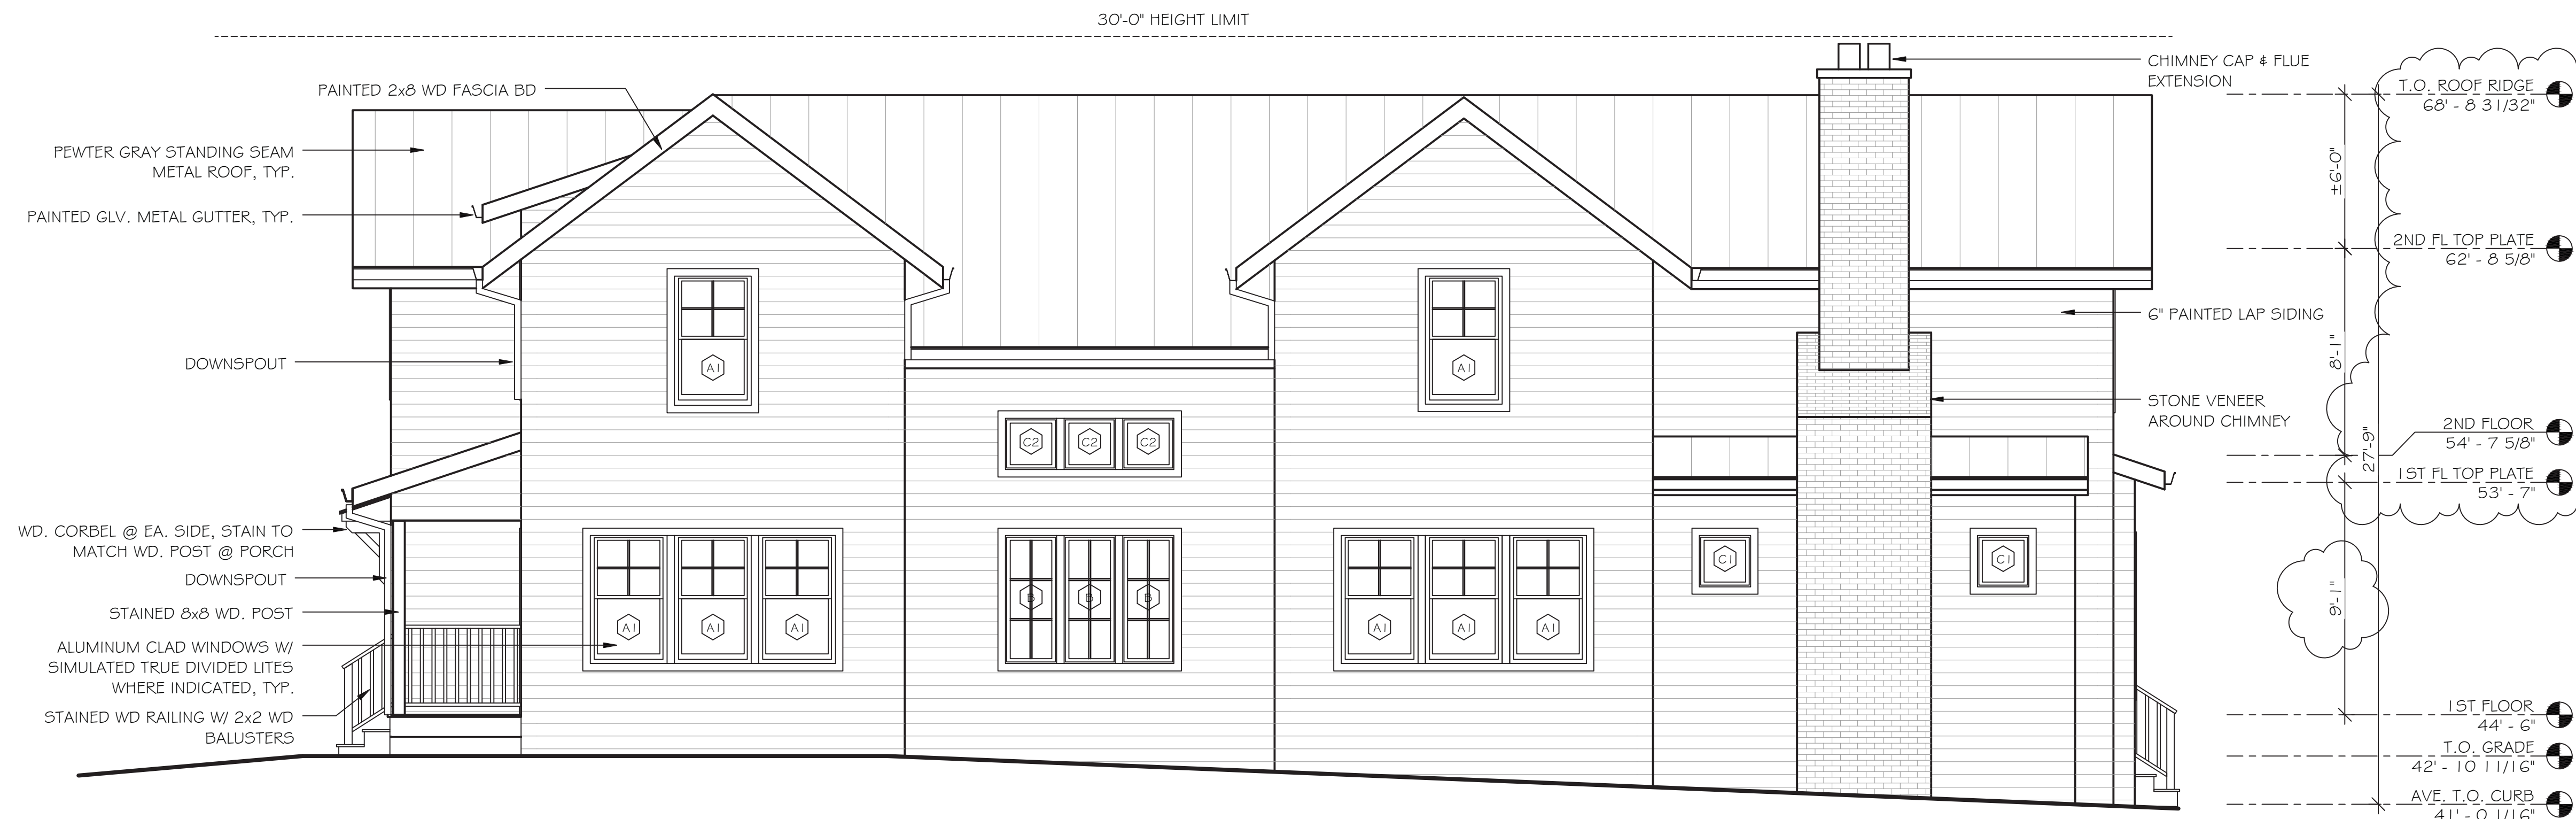 30'-0" HEIGHT LIMIT
PAINTED 2x8 WD FASCIA BD
PEWTER GRAY STANDING SEAM
METAL ROOF, TYP.
PAINTED GLV. METAL GUTTER, TYP.
DOWNSPOUT
WD. CORBEL @ EA. SIDE, STAIN TO
MATCH WD. POST @ PORCH
DOWNSPOUT
STAINED 8x8 WD. POST
ALUMINUM CLAD WINDOWS W/
SIMULATED TRUE DIVIDED LITES
WHERE INDICATED, TYP.
STAINED WD RAILING W/ 2x2 WD
BALUSTERS
A1
A1
C2 C2 C2
A1 A1 A1
B B B
A1 A1 A1
C1
C1
CHIMNEY CAP & FLUE
EXTENSION
6" PAINTED LAP SIDING
STONE VENEER
AROUND CHIMNEY
±6'-0"
8'-1"
27'-9"
9'-1"
T.O. ROOF RIDGE
68' - 8 31/32"
2ND FL TOP PLATE
62' - 8 5/8"
2ND FLOOR
54' - 7 5/8"
1ST FL TOP PLATE
53' - 7"
1ST FLOOR
44' - 6"
T.O. GRADE
42' - 10 11/16"
AVE. T.O. CURB
41' - 0 1/16"